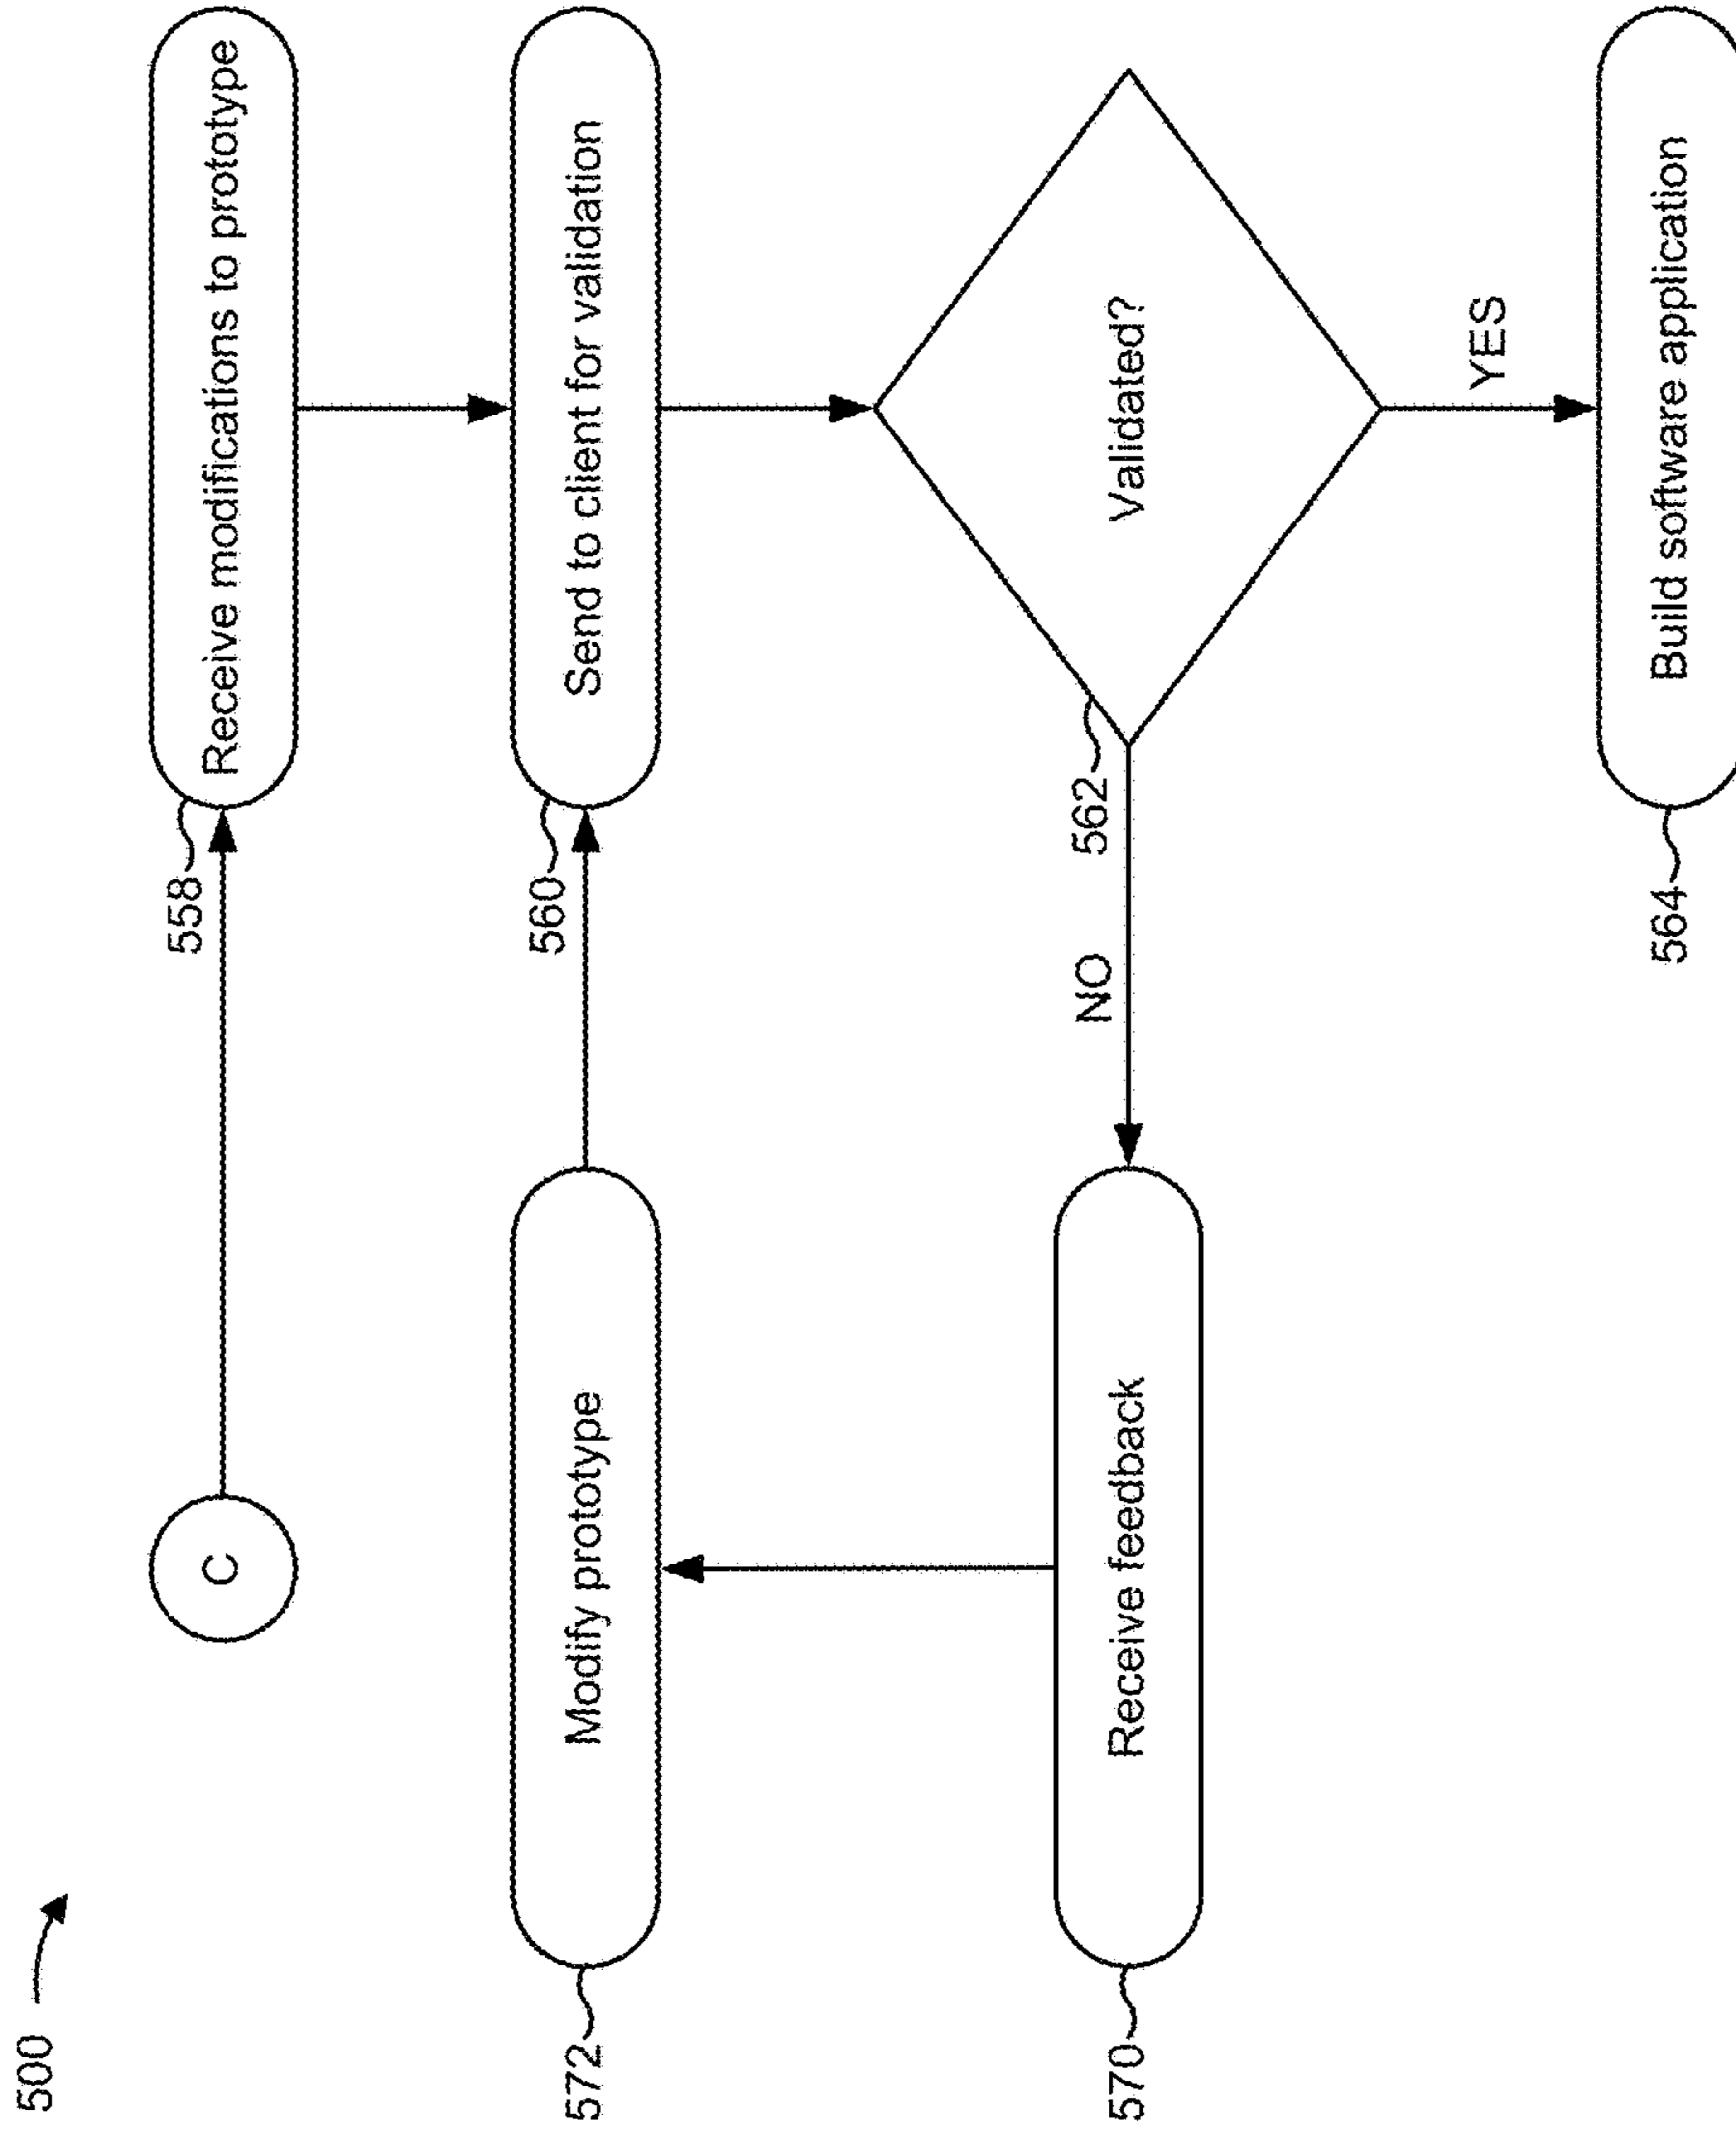 500
C
558
Receive modifications to prototype
572
Modify prototype
560
Send to client for validation
570
Receive feedback
NO
562
Validated?
YES
564
Build software application